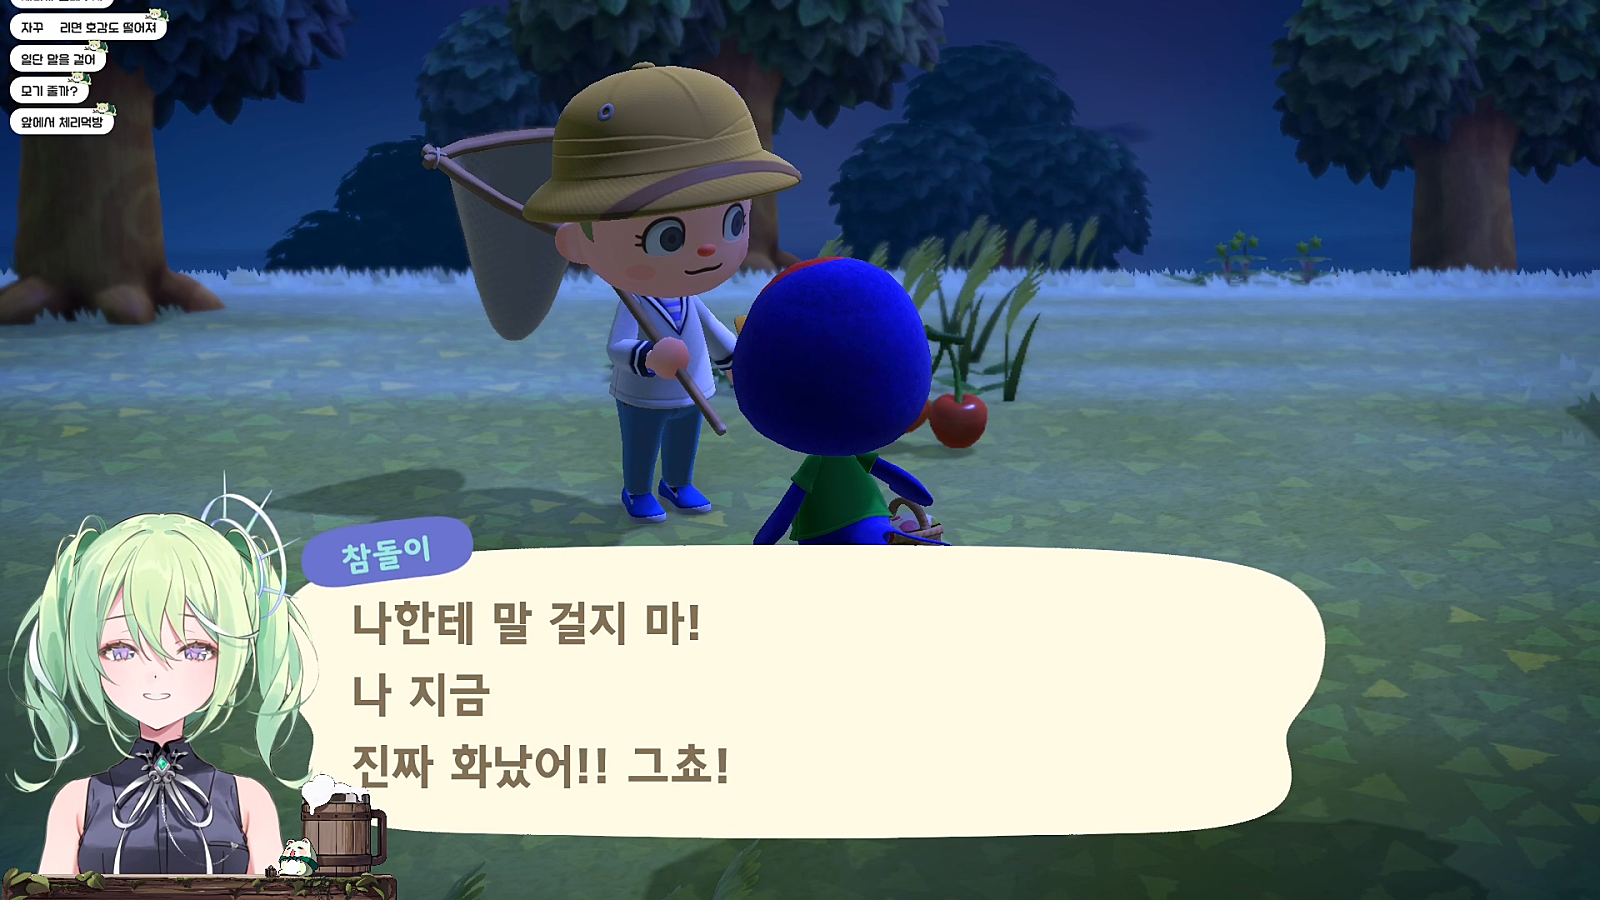 자꾸 리면 호감도 떨어져
일단 말을 걸어
모기 줄까?
앞에서 체리먹방
참돌이
나한테 말 걸지 마!
나 지금
진짜 화났어!! 그쵸!